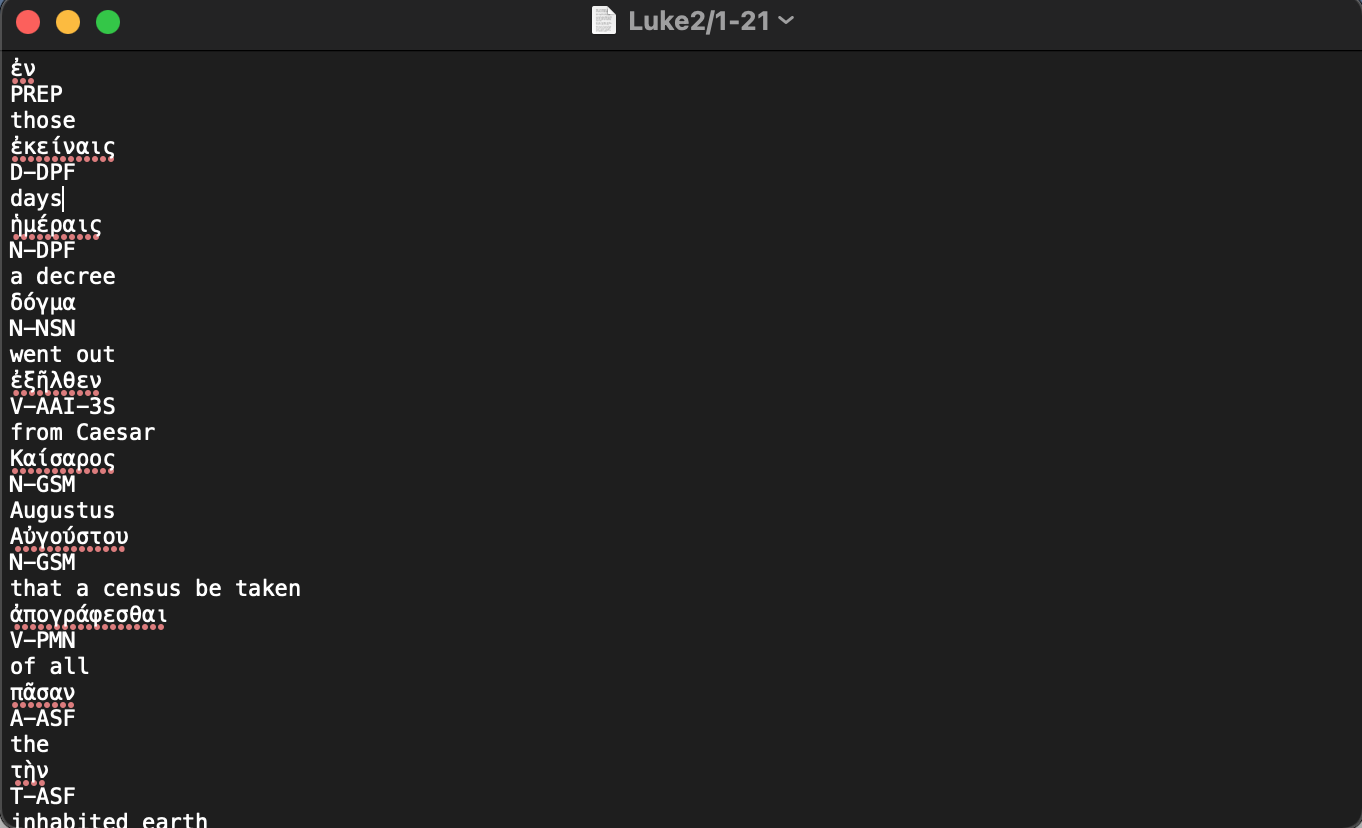 Luke2/1-21
ἐν
PREP
those
ἐκείναις
D-DPF
days
ἡμέραις
N-DPF
a decree
δόγμα
N-NSN
went out
ἐξῆλθεν
V-AAI-3S
from Caesar
Καίσαρος
N-GSM
Augustus
Αὐγούστου
N-GSM
that a census be taken
ἀπογράφεσθαι
V-PMN
of all
πᾶσαν
A-ASF
the
τὴν
T-ASF
inhabited earth